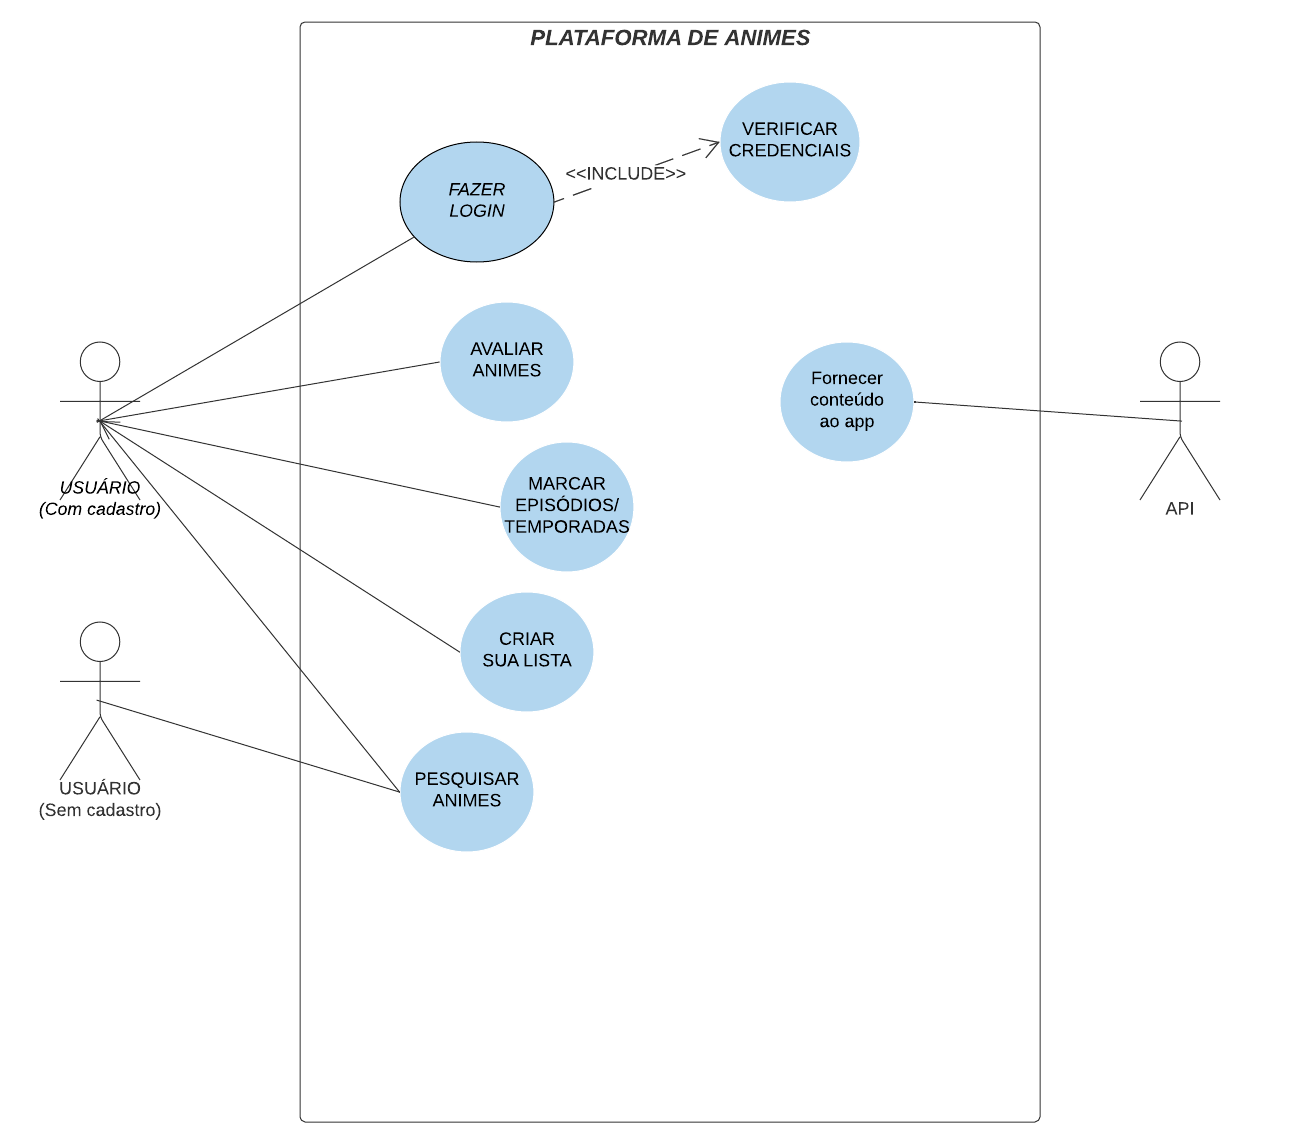 PLATAFORMA DE ANIMES
VERIFICAR
CREDENCIAIS
<<INCLUDE>>
FAZER
LOGIN
AVALIAR
ANIMES
Fornecer
conteúdo
ao app
MARCAR
EPISÓDIOS/
TEMPORADAS
USUÁRIO
(Com cadastro)
API
CRIAR
SUA LISTA
PESQUISAR
ANIMES
USUÁRIO
(Sem cadastro)